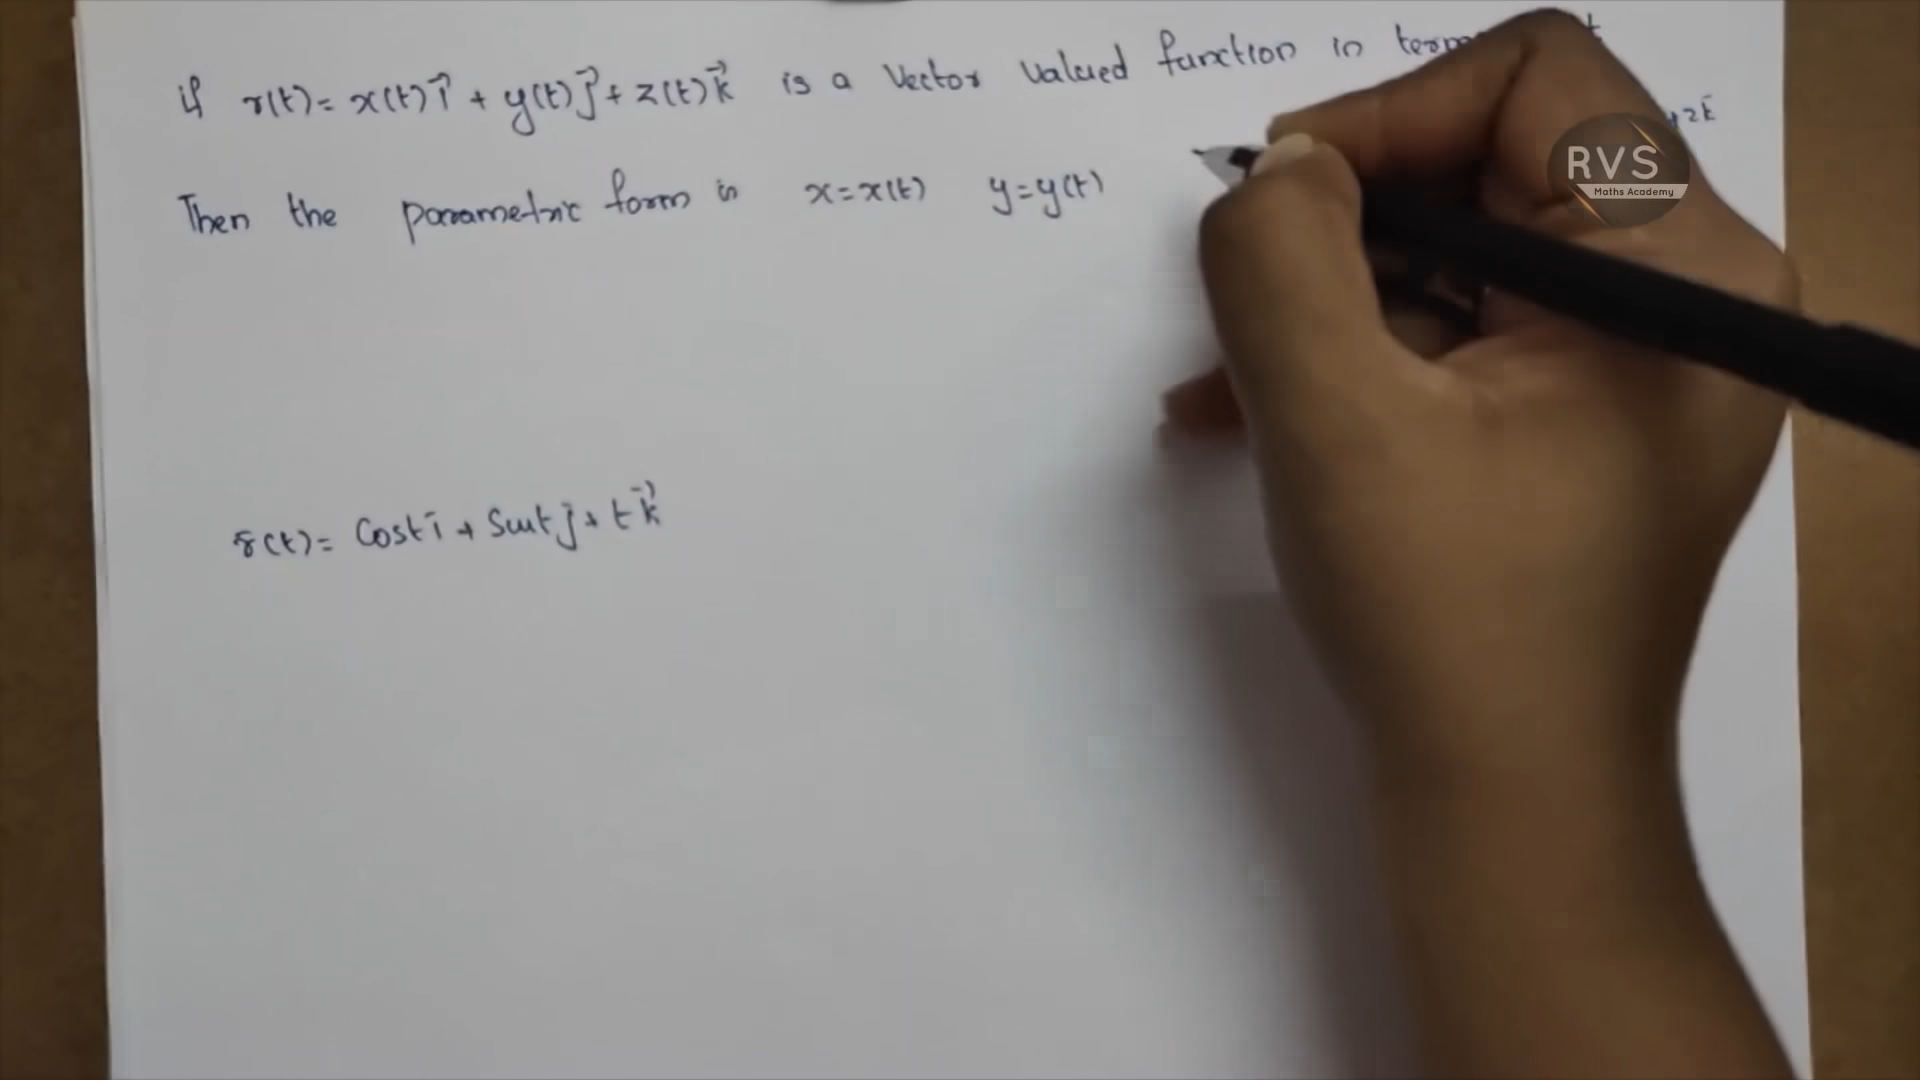 if r(t) = x(t)i⃗ + y(t)j⃗ + z(t)k⃗ is a Vector valued function in t
+ z k̄
Then the parametric form is x = x(t) y = y(t)
r(t) = Cost i + Sint j + t k⃗
RVS
Maths Academy